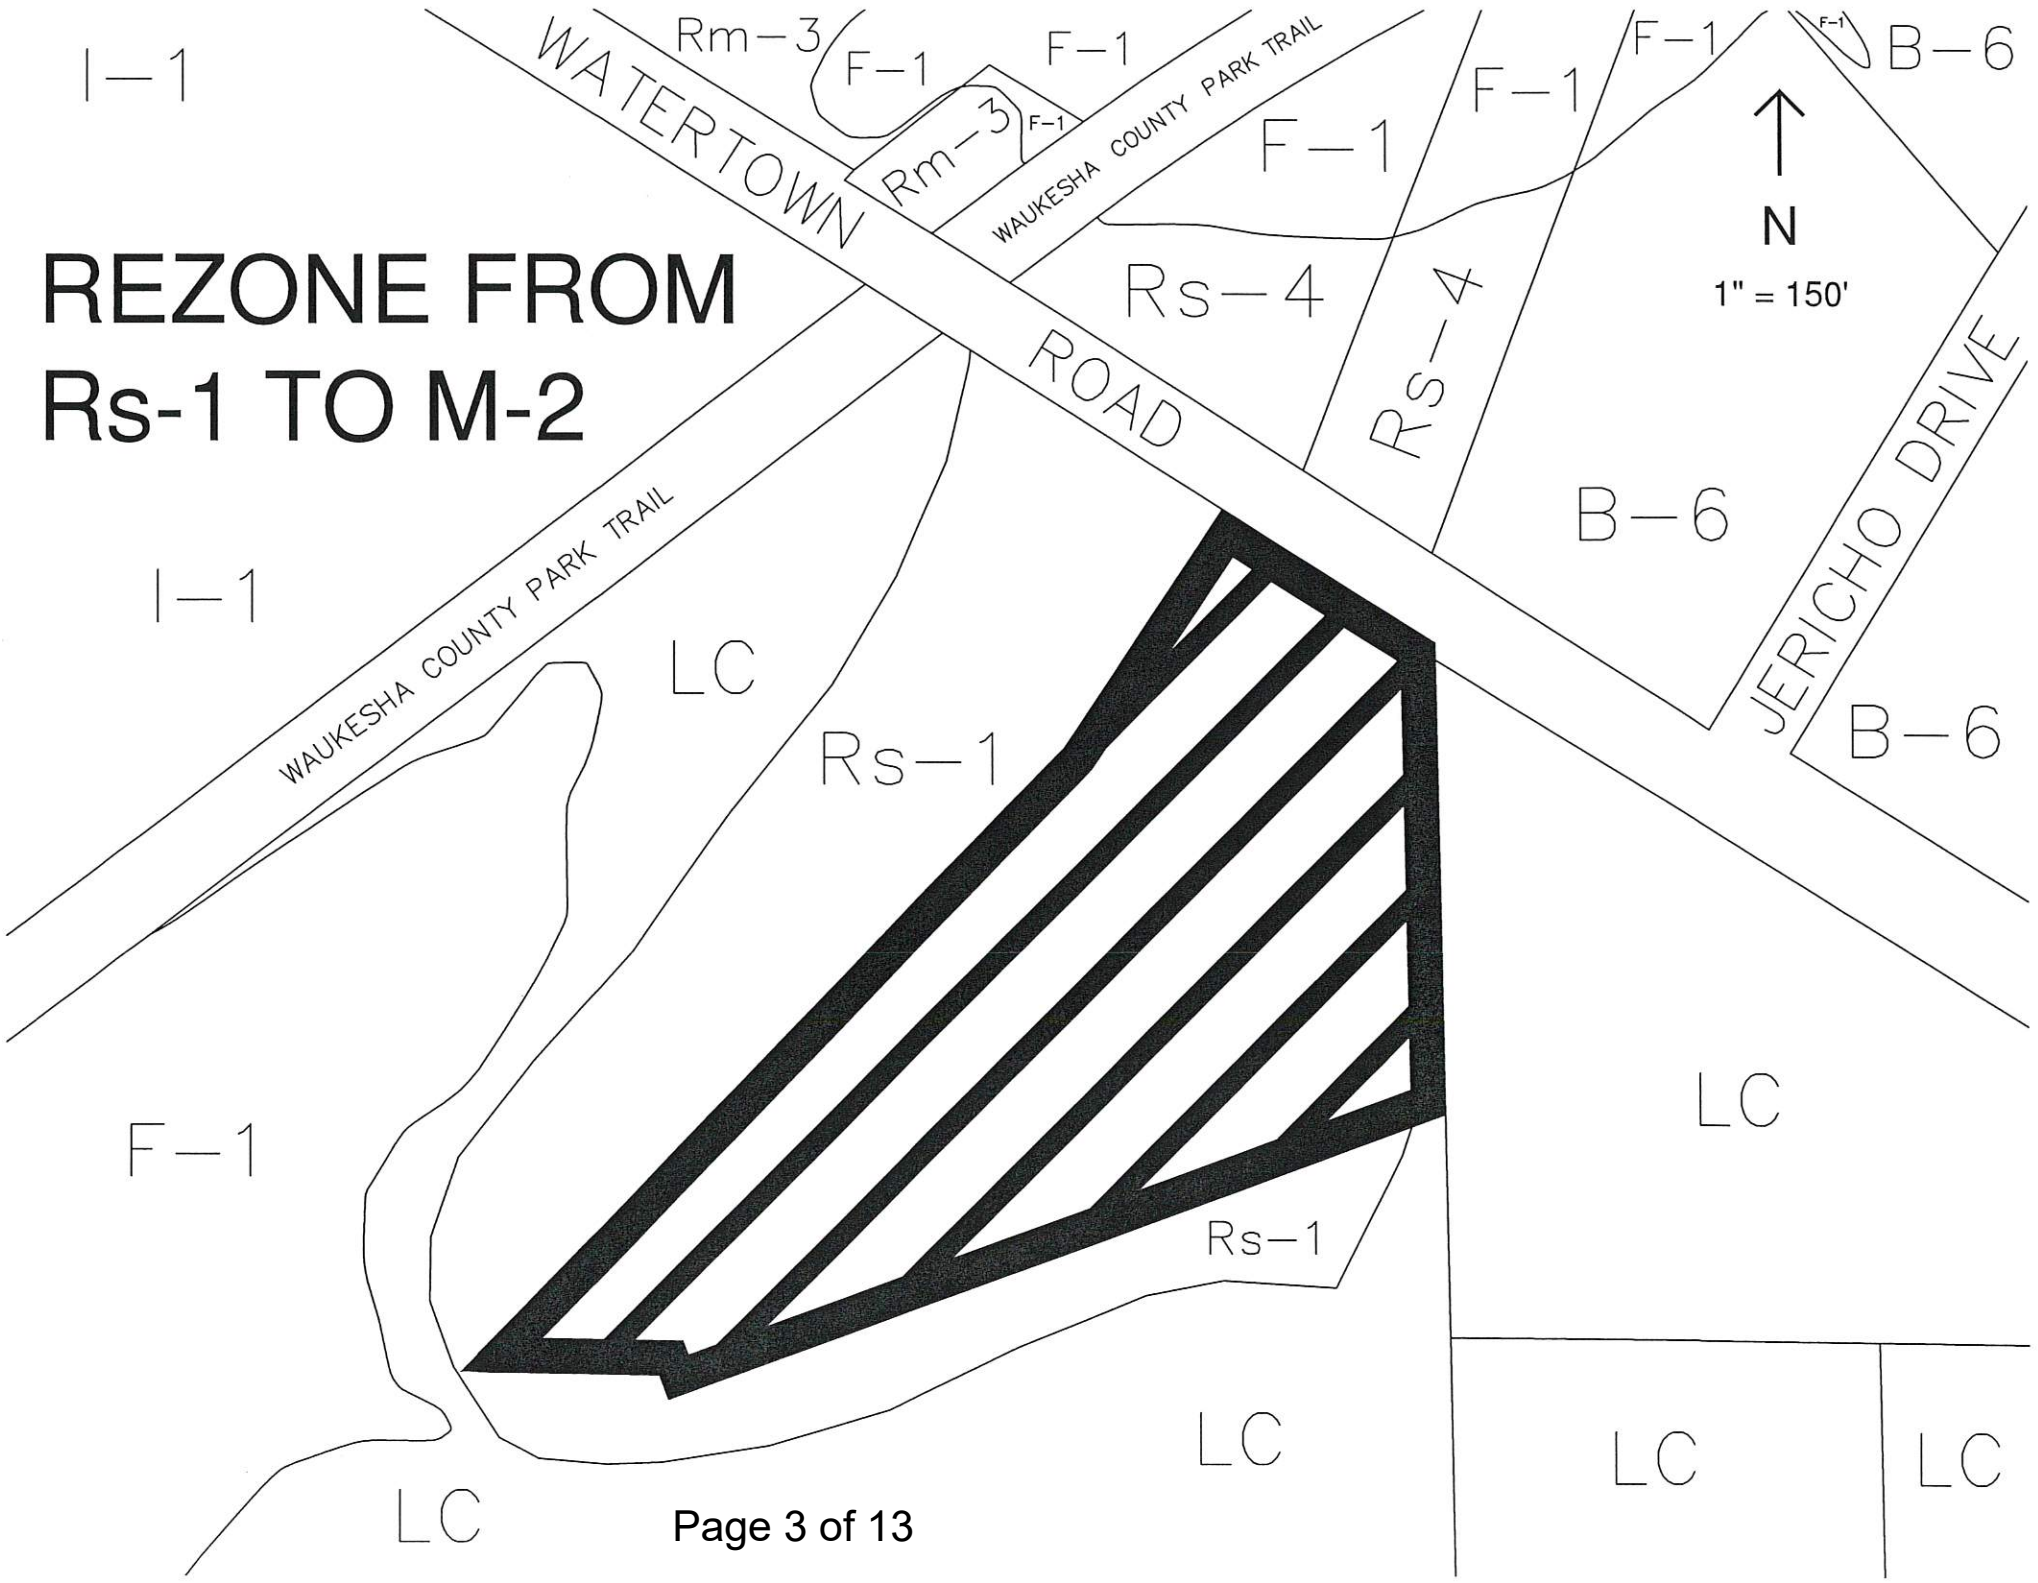 I-1
Rm-3
F-1
F-1
F-1
F-1
B-6
WATERTOWN
ROAD
Rm-3
F-1
WAUKESHA COUNTY PARK TRAIL
F-1
F-1
N
1" = 150'
REZONE FROM
Rs-1 TO M-2
Rs-4
Rs-4
JERICHO DRIVE
B-6
B-6
I-1
WAUKESHA COUNTY PARK TRAIL
LC
Rs-1
F-1
LC
Rs-1
LC
LC
LC
LC
Page 3 of 13